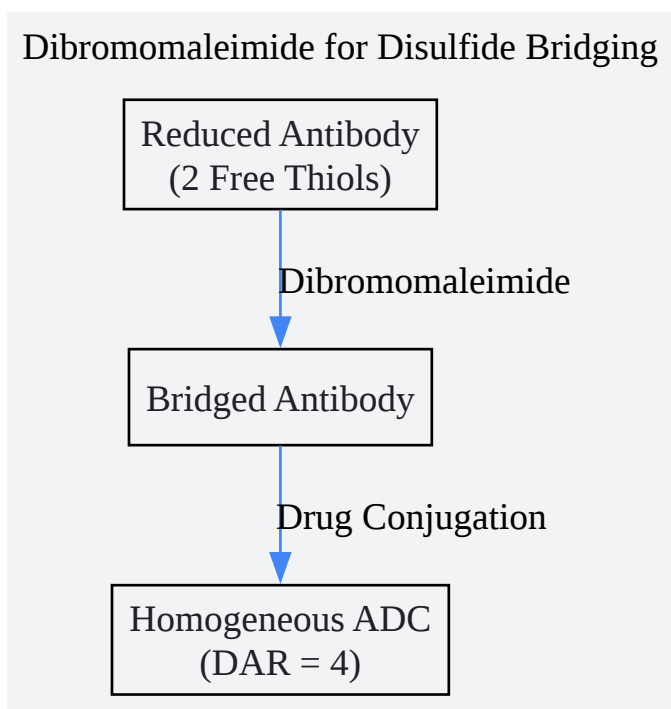 Dibromomaleimide for Disulfide Bridging
Reduced Antibody
(2 Free Thiols)
Dibromomaleimide
Bridged Antibody
Drug Conjugation
Homogeneous ADC
(DAR = 4)